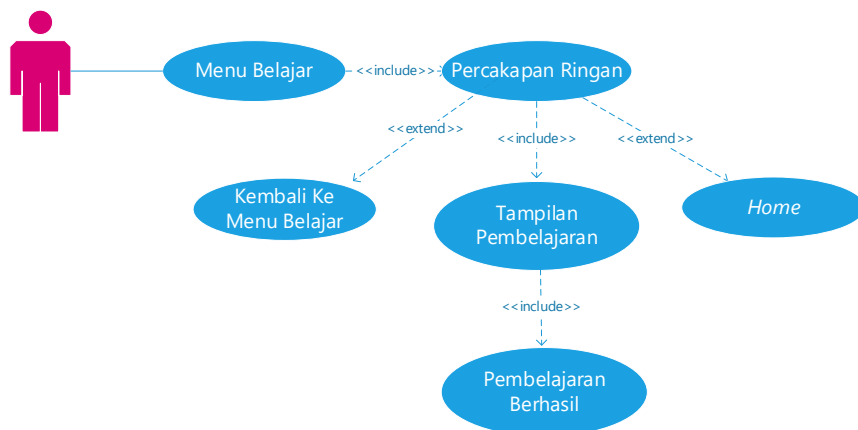 Menu Belajar
<<include>>
Percakapan Ringan
<<extend>>
<<include>>
<<extend>>
Kembali Ke
Menu Belajar
Tampilan
Pembelajaran
Home
<<include>>
Pembelajaran
Berhasil